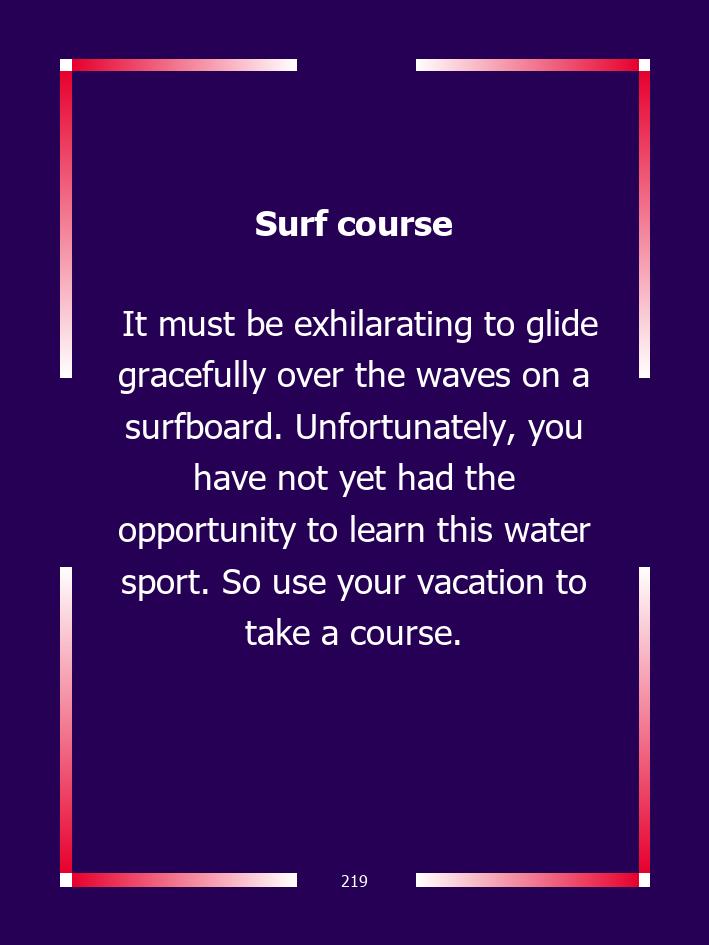 Surf course
It must be exhilarating to glide
gracefully over the waves on a
surfboard. Unfortunately, you
have not yet had the
opportunity to learn this water
sport. So use your vacation to
take a course.
219